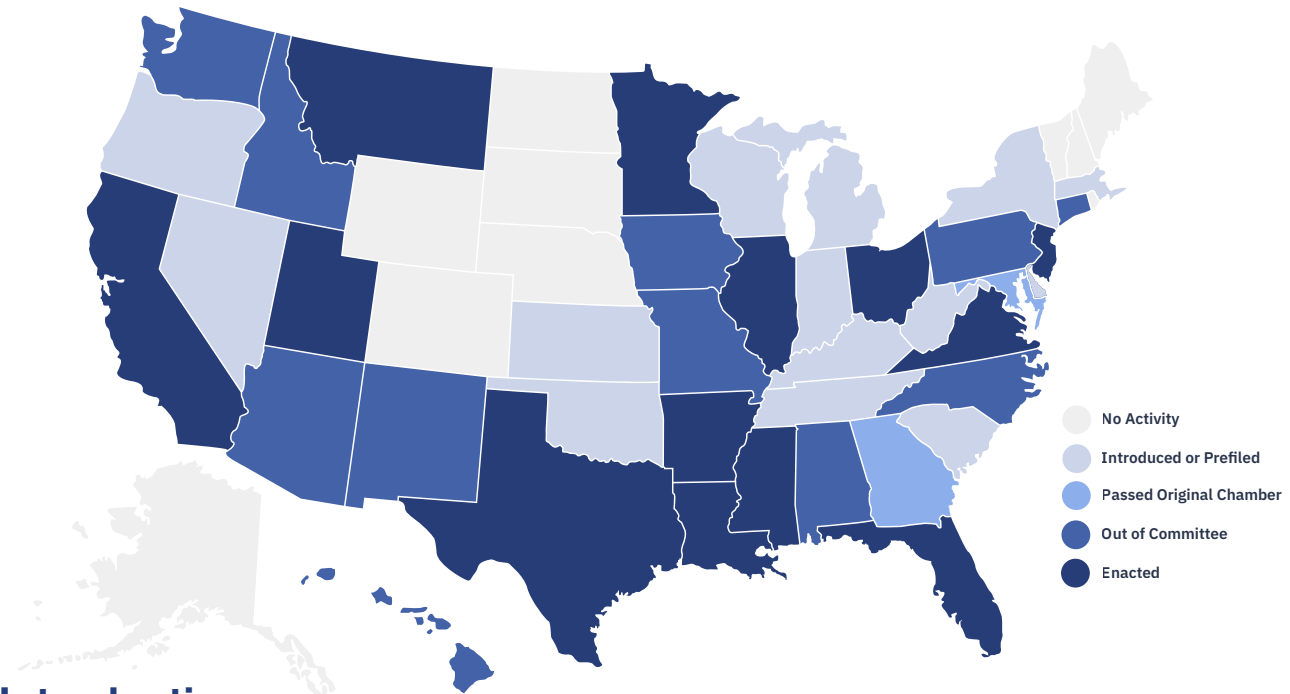 No Activity
Introduced or Prefiled
Passed Original Chamber
Out of Committee
Enacted